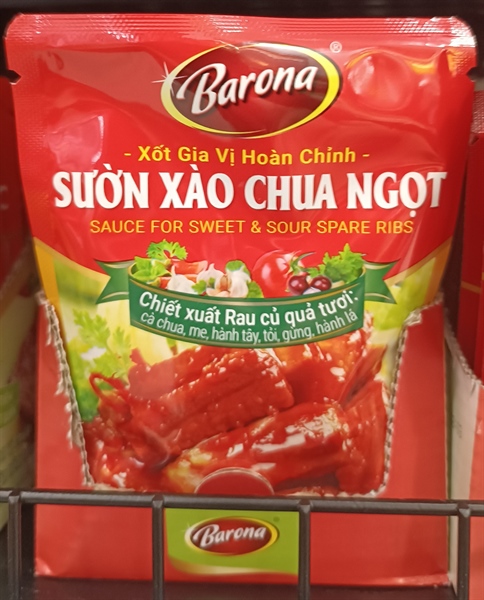 Barona
®
- Xốt Gia Vị Hoàn Chỉnh -
SƯỜN XÀO CHUA NGỌT
SAUCE FOR SWEET & SOUR SPARE RIBS
Chiết xuất Rau củ quả tươi:
cà chua, me, hành tây, tỏi, gừng, hành lá
Barona